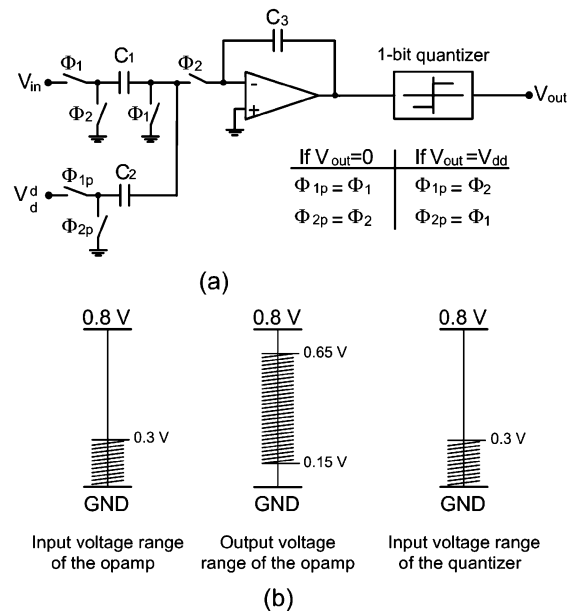 C3
Φ1
C1
Φ2
1-bit quantizer
Vin
-
+
Vout
Φ2
Φ1
Φ1p
C2
Vdd
Φ2p
If Vout=0
If Vout=Vdd
Φ1p = Φ1
Φ1p = Φ2
Φ2p = Φ2
Φ2p = Φ1
(a)
0.8 V
0.8 V
0.8 V
0.65 V
0.3 V
0.3 V
0.15 V
GND
GND
GND
Input voltage range
of the opamp
Output voltage
range of the opamp
Input voltage range
of the quantizer
(b)